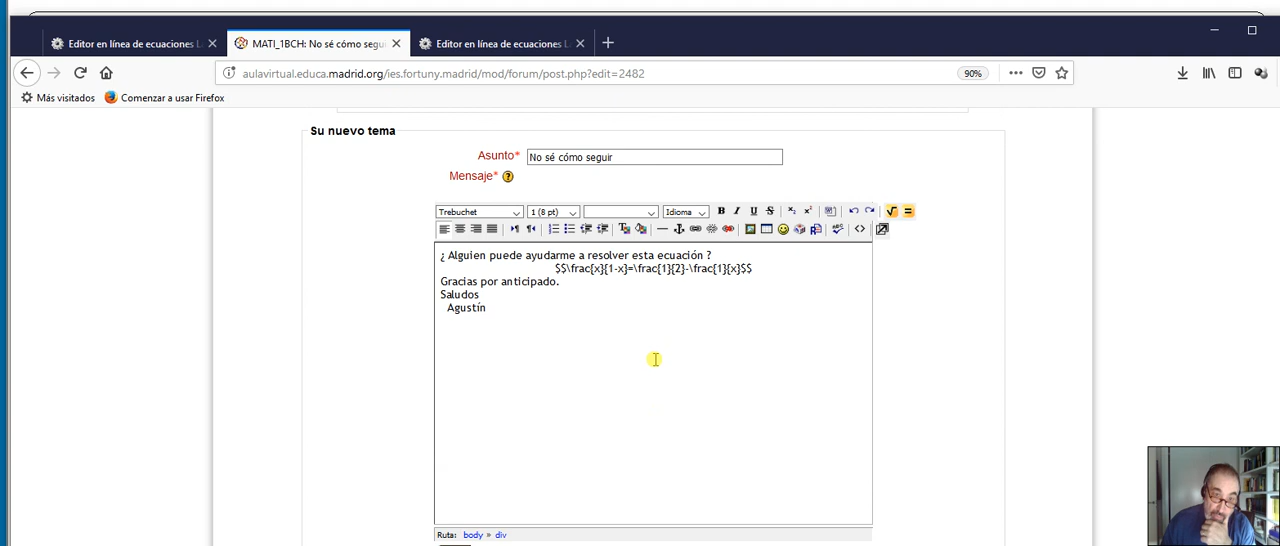 Editor en línea de ecuaciones L
MATI_1BCH: No sé cómo segui
Editor en línea de ecuaciones L
aulavirtual.educa.madrid.org/ies.fortuny.madrid/mod/forum/post.php?edit=2482
90%
Más visitados
Comenzar a usar Firefox
Su nuevo tema
Asunto*
No sé cómo seguir
Mensaje*
Trebuchet
1 (8 pt)
Idioma
¿ Alguien puede ayudarme a resolver esta ecuación ?
$$\frac{x}{1-x}=\frac{1}{2}-\frac{1}{x}$$
Gracias por anticipado.
Saludos
Agustín
Ruta: body » div